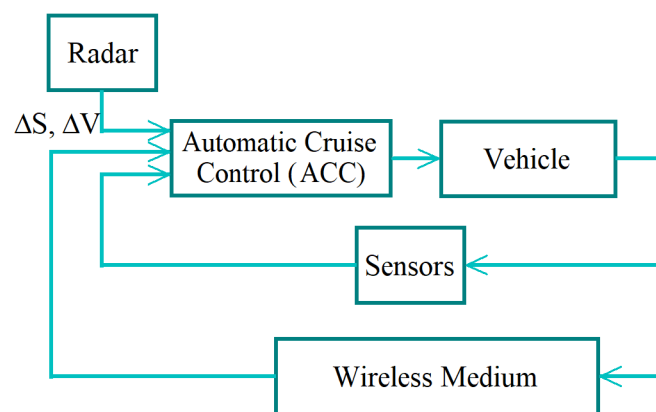 Radar
ΔS, ΔV
Automatic Cruise
Control (ACC)
Vehicle
Sensors
Wireless Medium